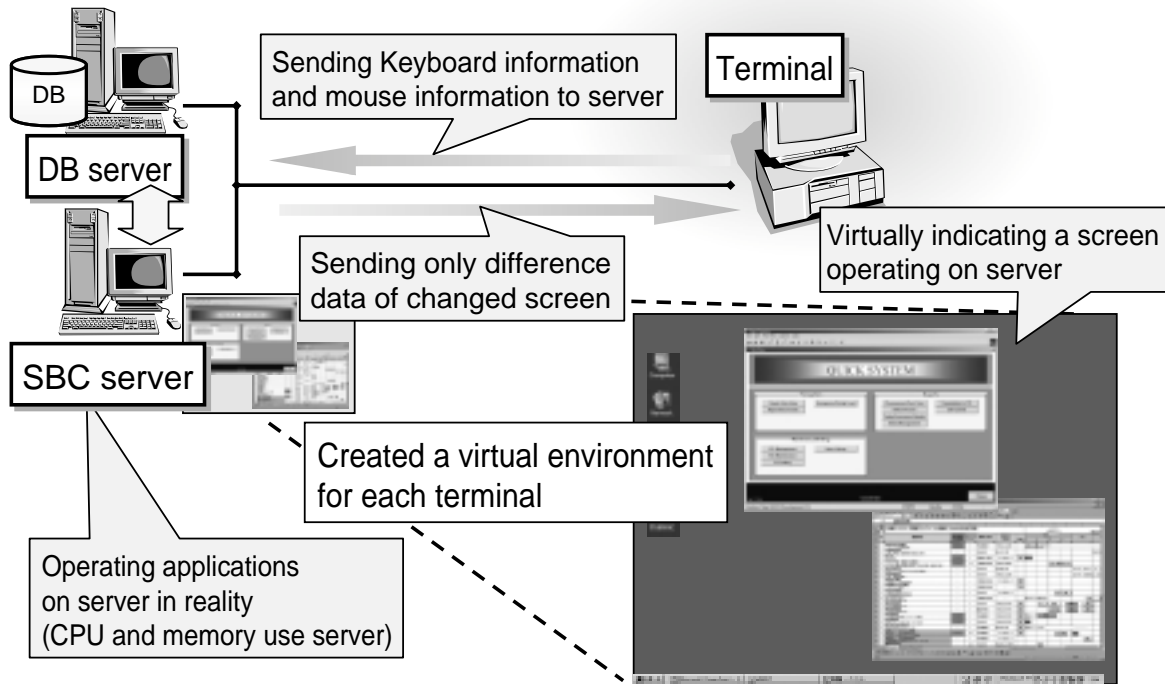 Sending Keyboard information
and mouse information to server
Terminal
DB
DB server
Virtually indicating a screen
operating on server
Sending only difference
data of changed screen
SBC server
QUICK SYSTEM
Created a virtual environment
for each terminal
Operating applications
on server in reality
(CPU and memory use server)